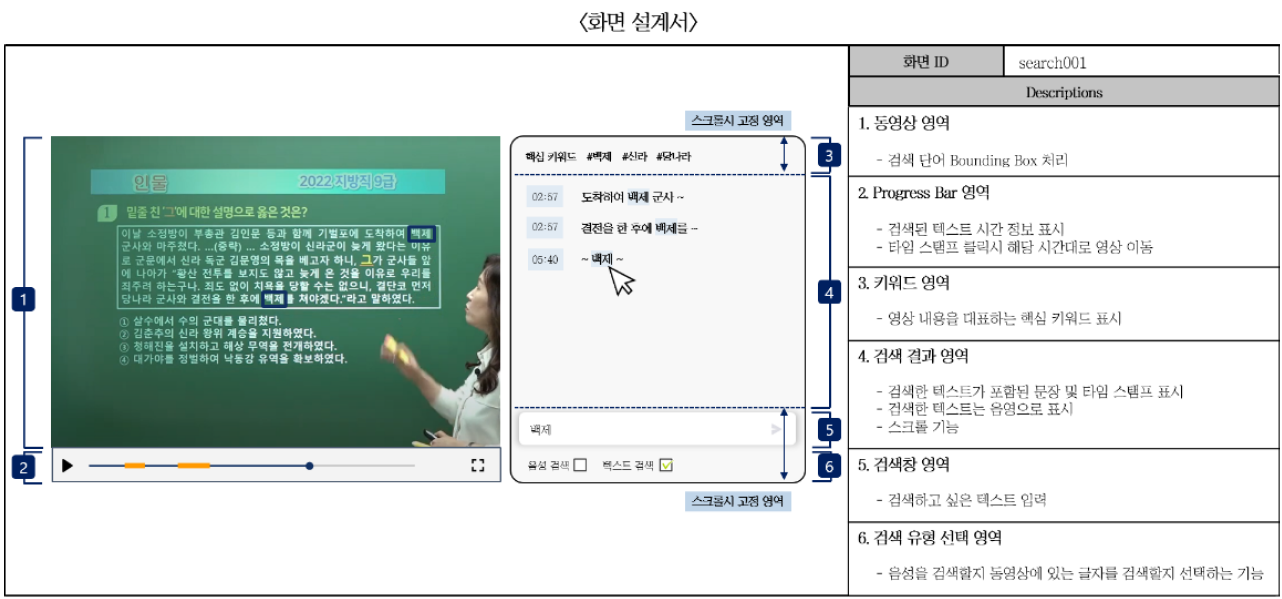 〈화면 설계서〉
화면 ID
search001
Descriptions
스크롤시 고정 영역
인물
2022 지방직 9급
1 밑줄 친 '그'에 대한 설명으로 옳은 것은?
이날 소정방이 부총관 김인문 등과 함께 기벌포에 도착하여 백제
군사와 마주쳤다. ...(중략) ... 소정방이 신라군이 늦게 왔다는 이유
로 군문에서 신라 독군 김문영의 목을 베고자 하니, 그가 군사들 앞
에 나아가 "황산 전투를 보지도 않고 늦게 온 것을 이유로 우리를
죄주려 하는구나. 죄도 없이 치욕을 당할 수는 없으니, 결단코 먼저
당나라 군사와 결전을 한 후에 백제를 쳐야겠다."라고 말하였다.
① 살수에서 수의 군대를 물리쳤다.
② 김춘추의 신라 왕위 계승을 지원하였다.
③ 청해진을 설치하고 해상 무역을 전개하였다.
④ 대가야를 정벌하여 낙동강 유역을 확보하였다.
1
2
핵심 키워드 #백제 #신라 #당나라
02:57 도착하여 백제 군사 ~
02:57 결전을 한 후에 백제를 ~
05:40 ~ 백제 ~
백제
음성 검색 텍스트 검색
스크롤시 고정 영역
3
4
5
6
1. 동영상 영역
- 검색 단어 Bounding Box 처리
2. Progress Bar 영역
- 검색된 텍스트 시간 정보 표시
- 타임 스탬프 클릭시 해당 시간대로 영상 이동
3. 키워드 영역
- 영상 내용을 대표하는 핵심 키워드 표시
4. 검색 결과 영역
- 검색한 텍스트가 포함된 문장 및 타임 스탬프 표시
- 검색한 텍스트는 음영으로 표시
- 스크롤 기능
5. 검색창 영역
- 검색하고 싶은 텍스트 입력
6. 검색 유형 선택 영역
- 음성을 검색할지 동영상에 있는 글자를 검색할지 선택하는 기능